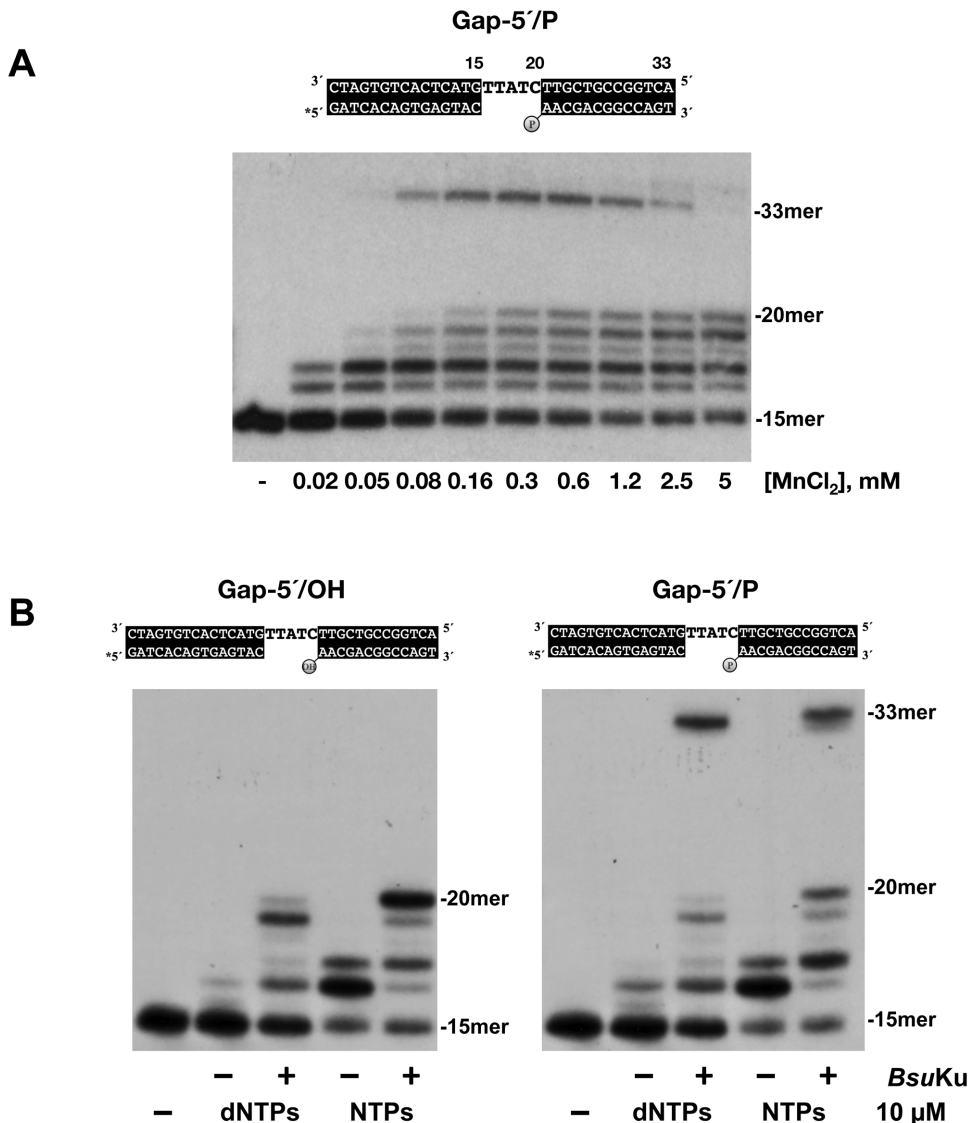 Gap-5´/P
A
15 20 33
3´ CTAGTGTCACTCATGTTATCTTGCTGCCGGTCA 5´
*5´ GATCACAGTGAGTAC AACGACGGCCAGT 3´
P
-33mer
-20mer
-15mer
- 0.02 0.05 0.08 0.16 0.3 0.6 1.2 2.5 5 [MnCl2], mM
B
Gap-5´/OH
3´ CTAGTGTCACTCATGTTATCTTGCTGCCGGTCA 5´
*5´ GATCACAGTGAGTAC AACGACGGCCAGT 3´
OH
-20mer
-15mer
− + − +
− dNTPs NTPs
Gap-5´/P
3´ CTAGTGTCACTCATGTTATCTTGCTGCCGGTCA 5´
*5´ GATCACAGTGAGTAC AACGACGGCCAGT 3´
P
-33mer
-20mer
-15mer
− + − + BsuKu
− dNTPs NTPs 10 µM